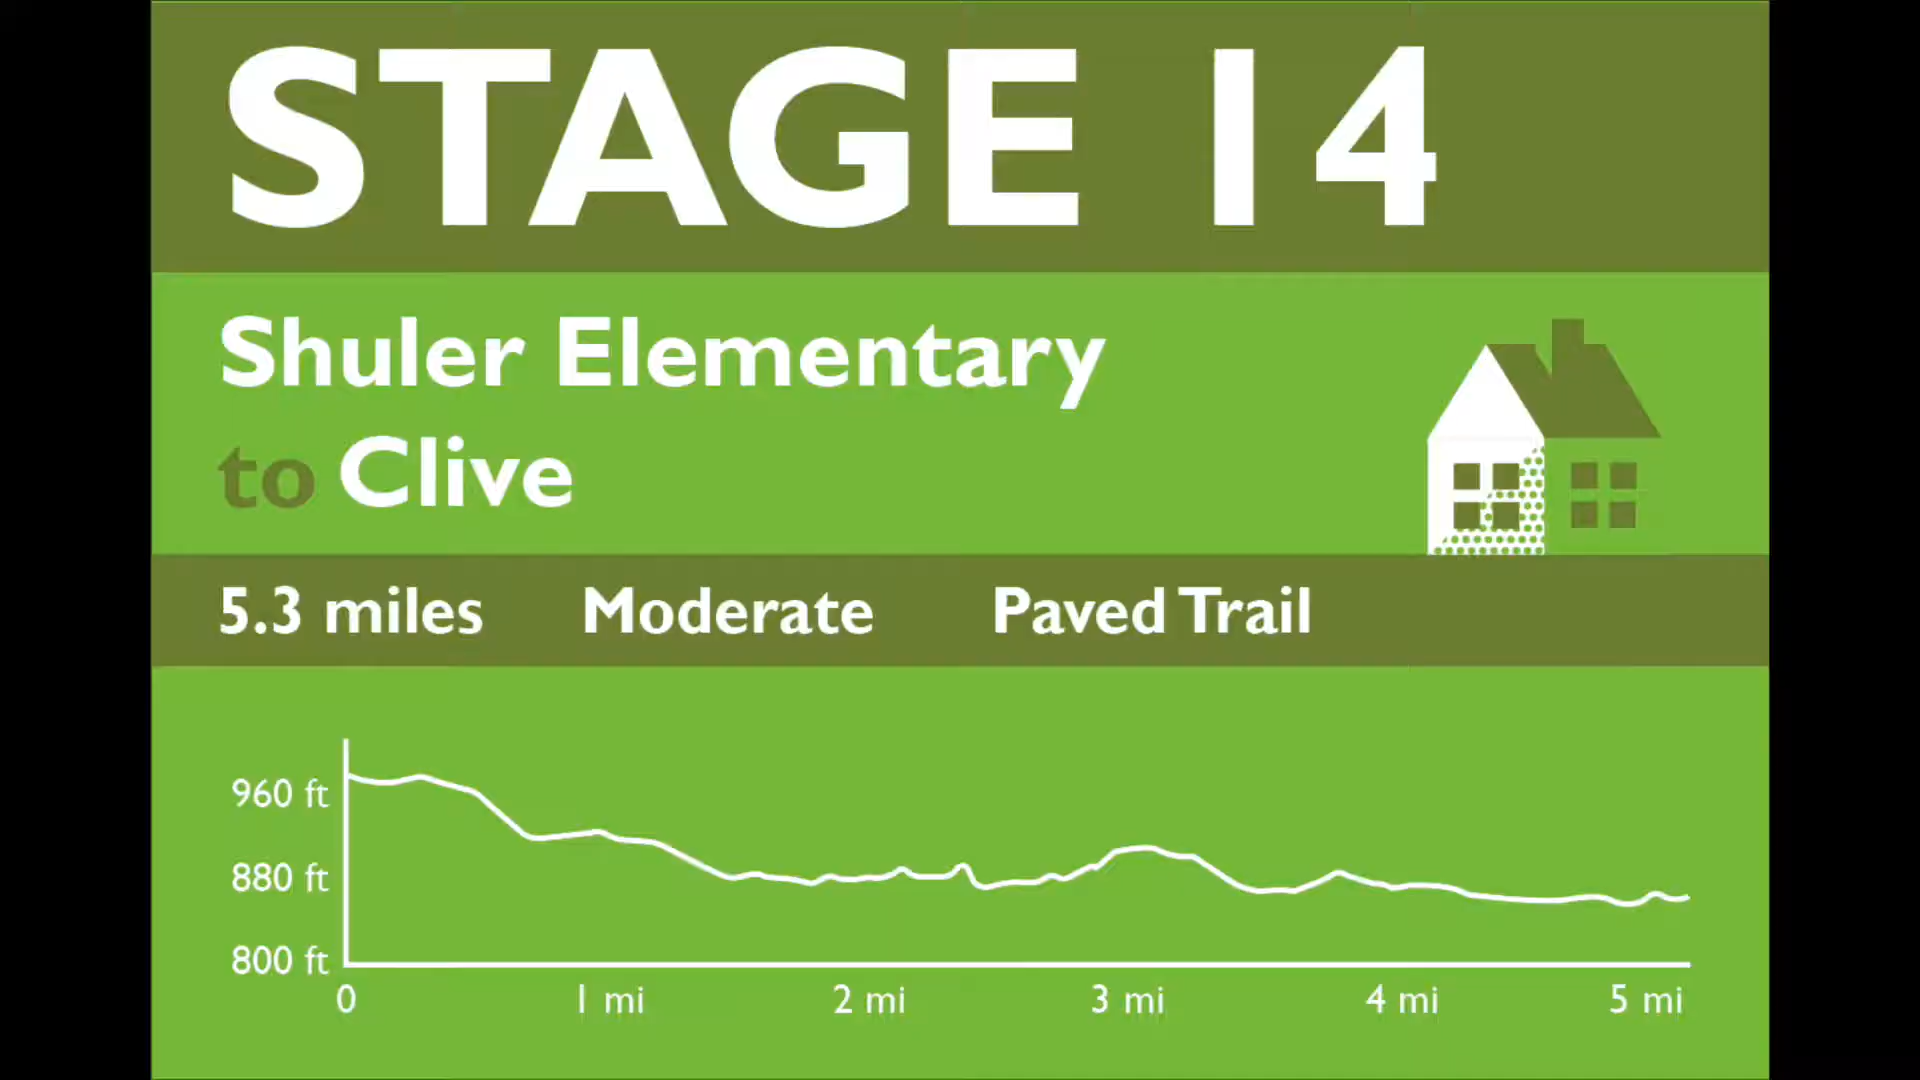 STAGE 14
Shuler Elementary
to Clive
5.3 miles Moderate Paved Trail
960 ft
880 ft
800 ft
0 1 mi 2 mi 3 mi 4 mi 5 mi